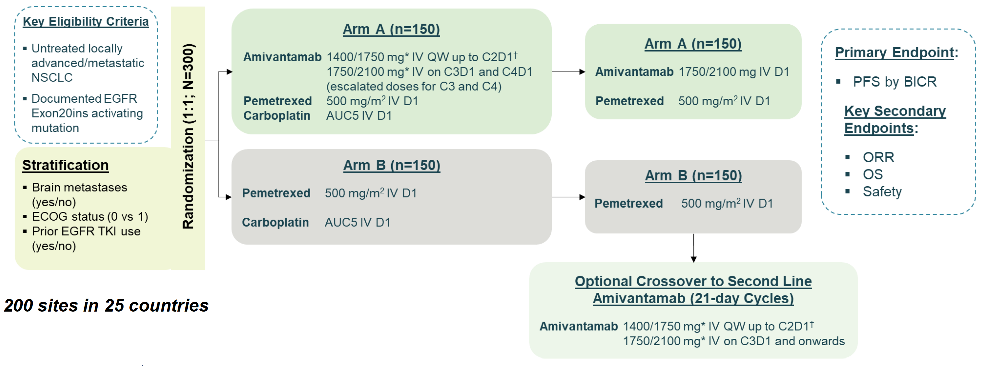 Key Eligibility Criteria
▪ Untreated locally
advanced/metastatic
NSCLC
▪ Documented EGFR
Exon20ins activating
mutation
Stratification
▪ Brain metastases
(yes/no)
▪ ECOG status (0 vs 1)
▪ Prior EGFR TKI use
(yes/no)
Randomization (1:1; N=300)
Arm A (n=150)
Amivantamab 1400/1750 mg* IV QW up to C2D1†
1750/2100 mg* IV on C3D1 and C4D1
(escalated doses for C3 and C4)
Pemetrexed 500 mg/m² IV D1
Carboplatin AUC5 IV D1
Arm A (n=150)
Amivantamab 1750/2100 mg IV D1
Pemetrexed 500 mg/m² IV D1
Arm B (n=150)
Pemetrexed 500 mg/m² IV D1
Carboplatin AUC5 IV D1
Arm B (n=150)
Pemetrexed 500 mg/m² IV D1
Optional Crossover to Second Line
Amivantamab (21-day Cycles)
Amivantamab 1400/1750 mg* IV QW up to C2D1†
1750/2100 mg* IV on C3D1 and onwards
Primary Endpoint:
▪ PFS by BICR
Key Secondary
Endpoints:
▪ ORR
▪ OS
▪ Safety
200 sites in 25 countries